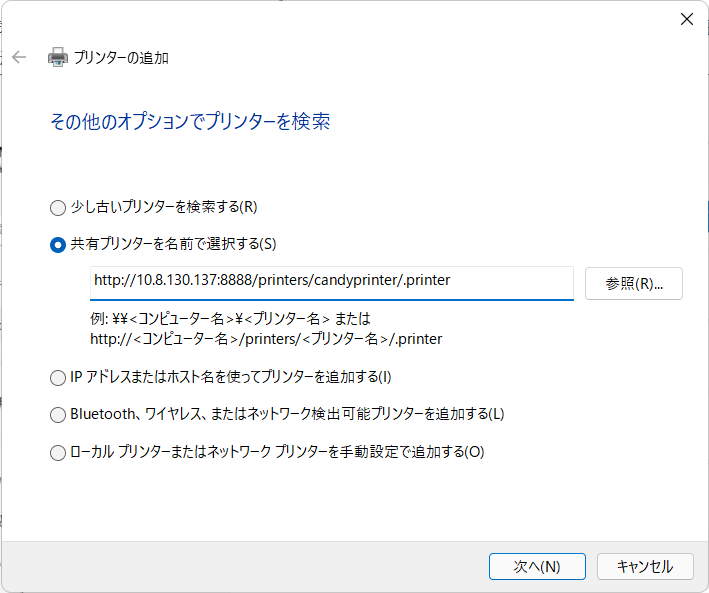 プリンターの追加
その他のオプションでプリンターを検索
少し古いプリンターを検索する(R)
共有プリンターを名前で選択する(S)
http://10.8.130.137:8888/printers/candyprinter/.printer
参照(R)...
例: ¥¥<コンピューター名>¥<プリンター名> または
http://<コンピューター名>/printers/<プリンター名>/.printer
IP アドレスまたはホスト名を使ってプリンターを追加する(I)
Bluetooth、ワイヤレス、またはネットワーク検出可能プリンターを追加する(L)
ローカル プリンターまたはネットワーク プリンターを手動設定で追加する(O)
次へ(N)
キャンセル